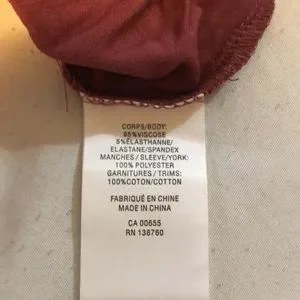 CORPS/BODY:
95%VISCOSE
5%ÉLASTHANNE/
ELASTANE/SPANDEX
MANCHES / SLEEVE/YORK:
100% POLYESTER
GARNITURES / TRIMS:
100%COTON/COTTON
FABRIQUÉ EN CHINE
MADE IN CHINA
CA 00655
RN 138760